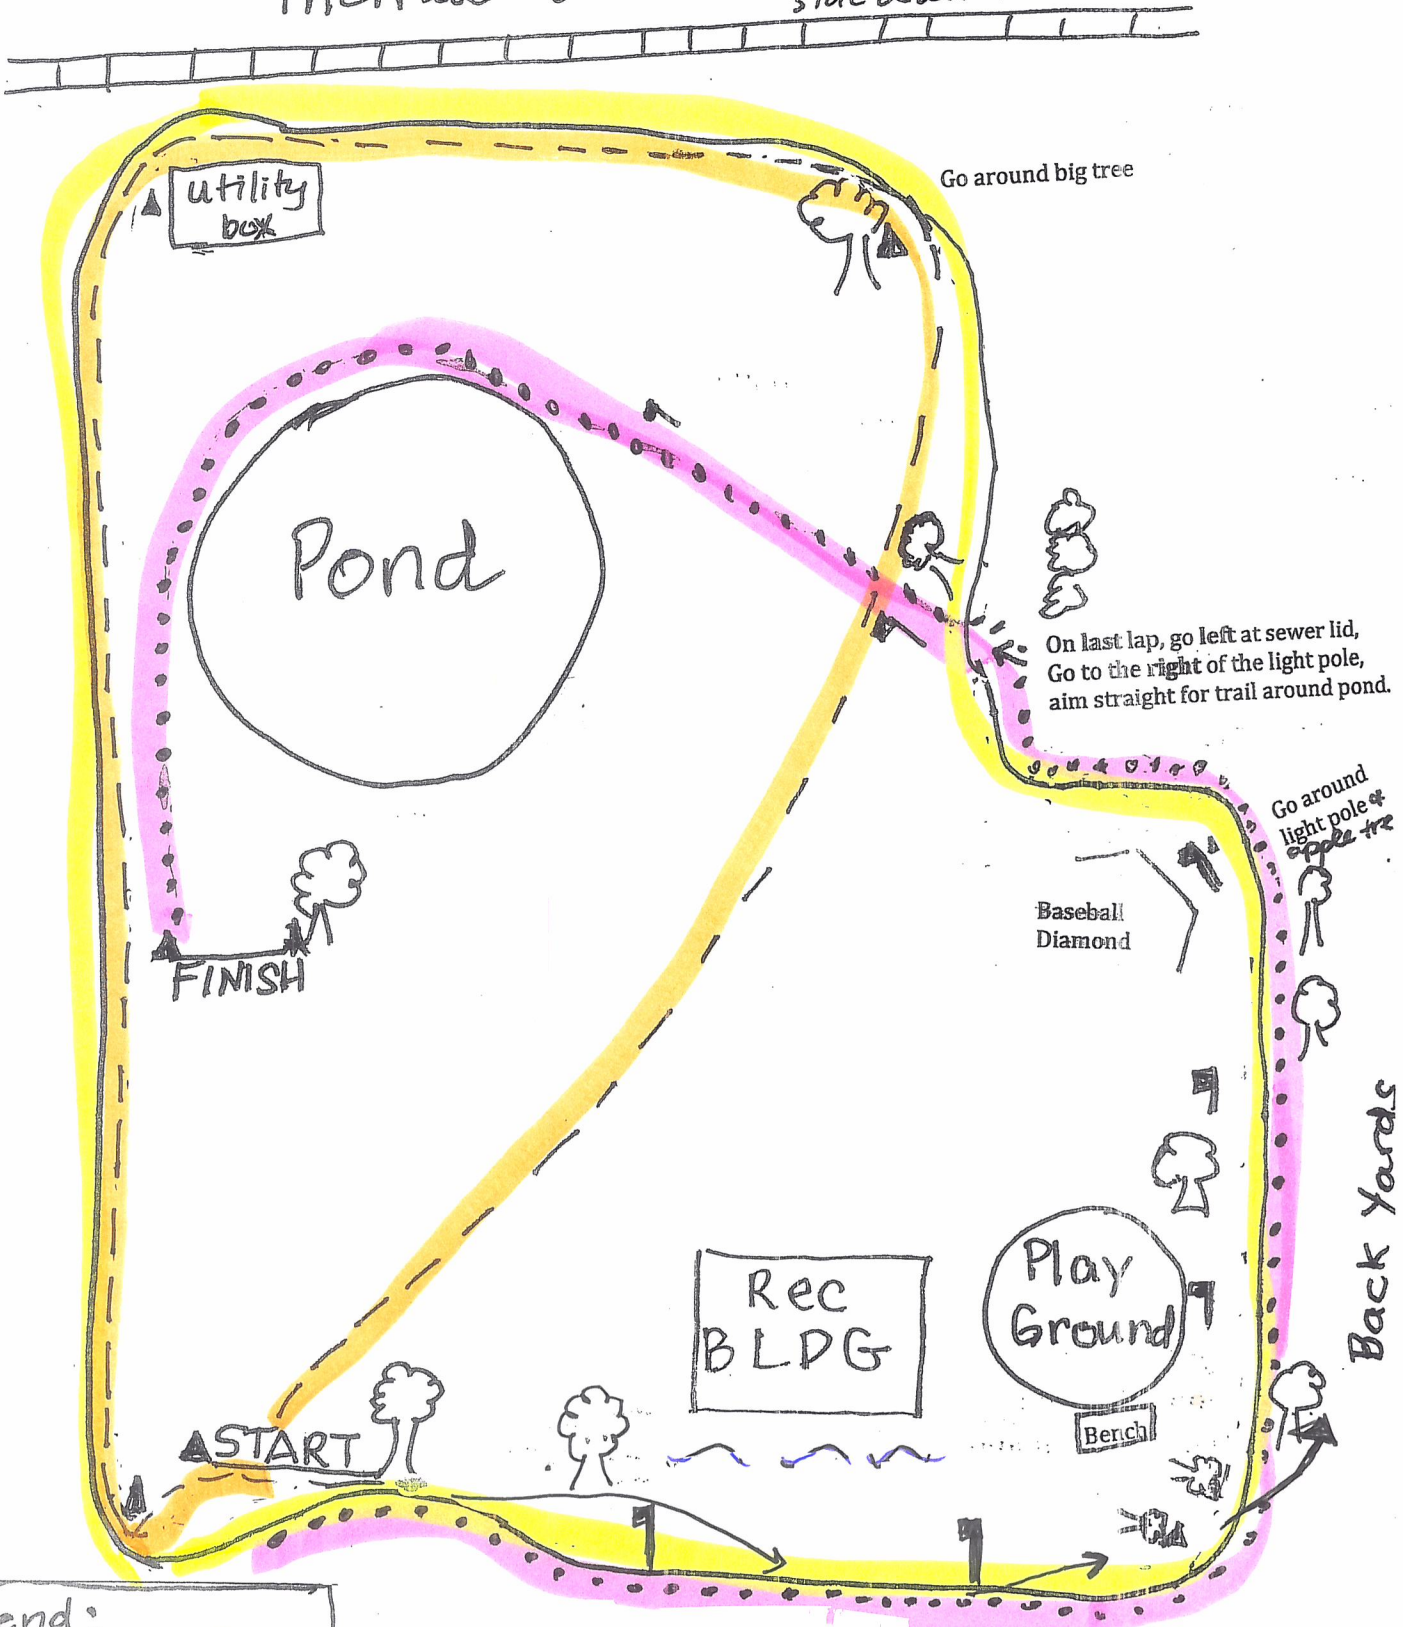 utility
box
Go around big tree
Pond
On last lap, go left at sewer lid,
Go to the right of the light pole,
aim straight for trail around pond.
Go around
light pole &
apple tre
Baseball
Diamond
FINISH
Back Yards
Play
Ground
Rec
BLDG
Bench
START
end: